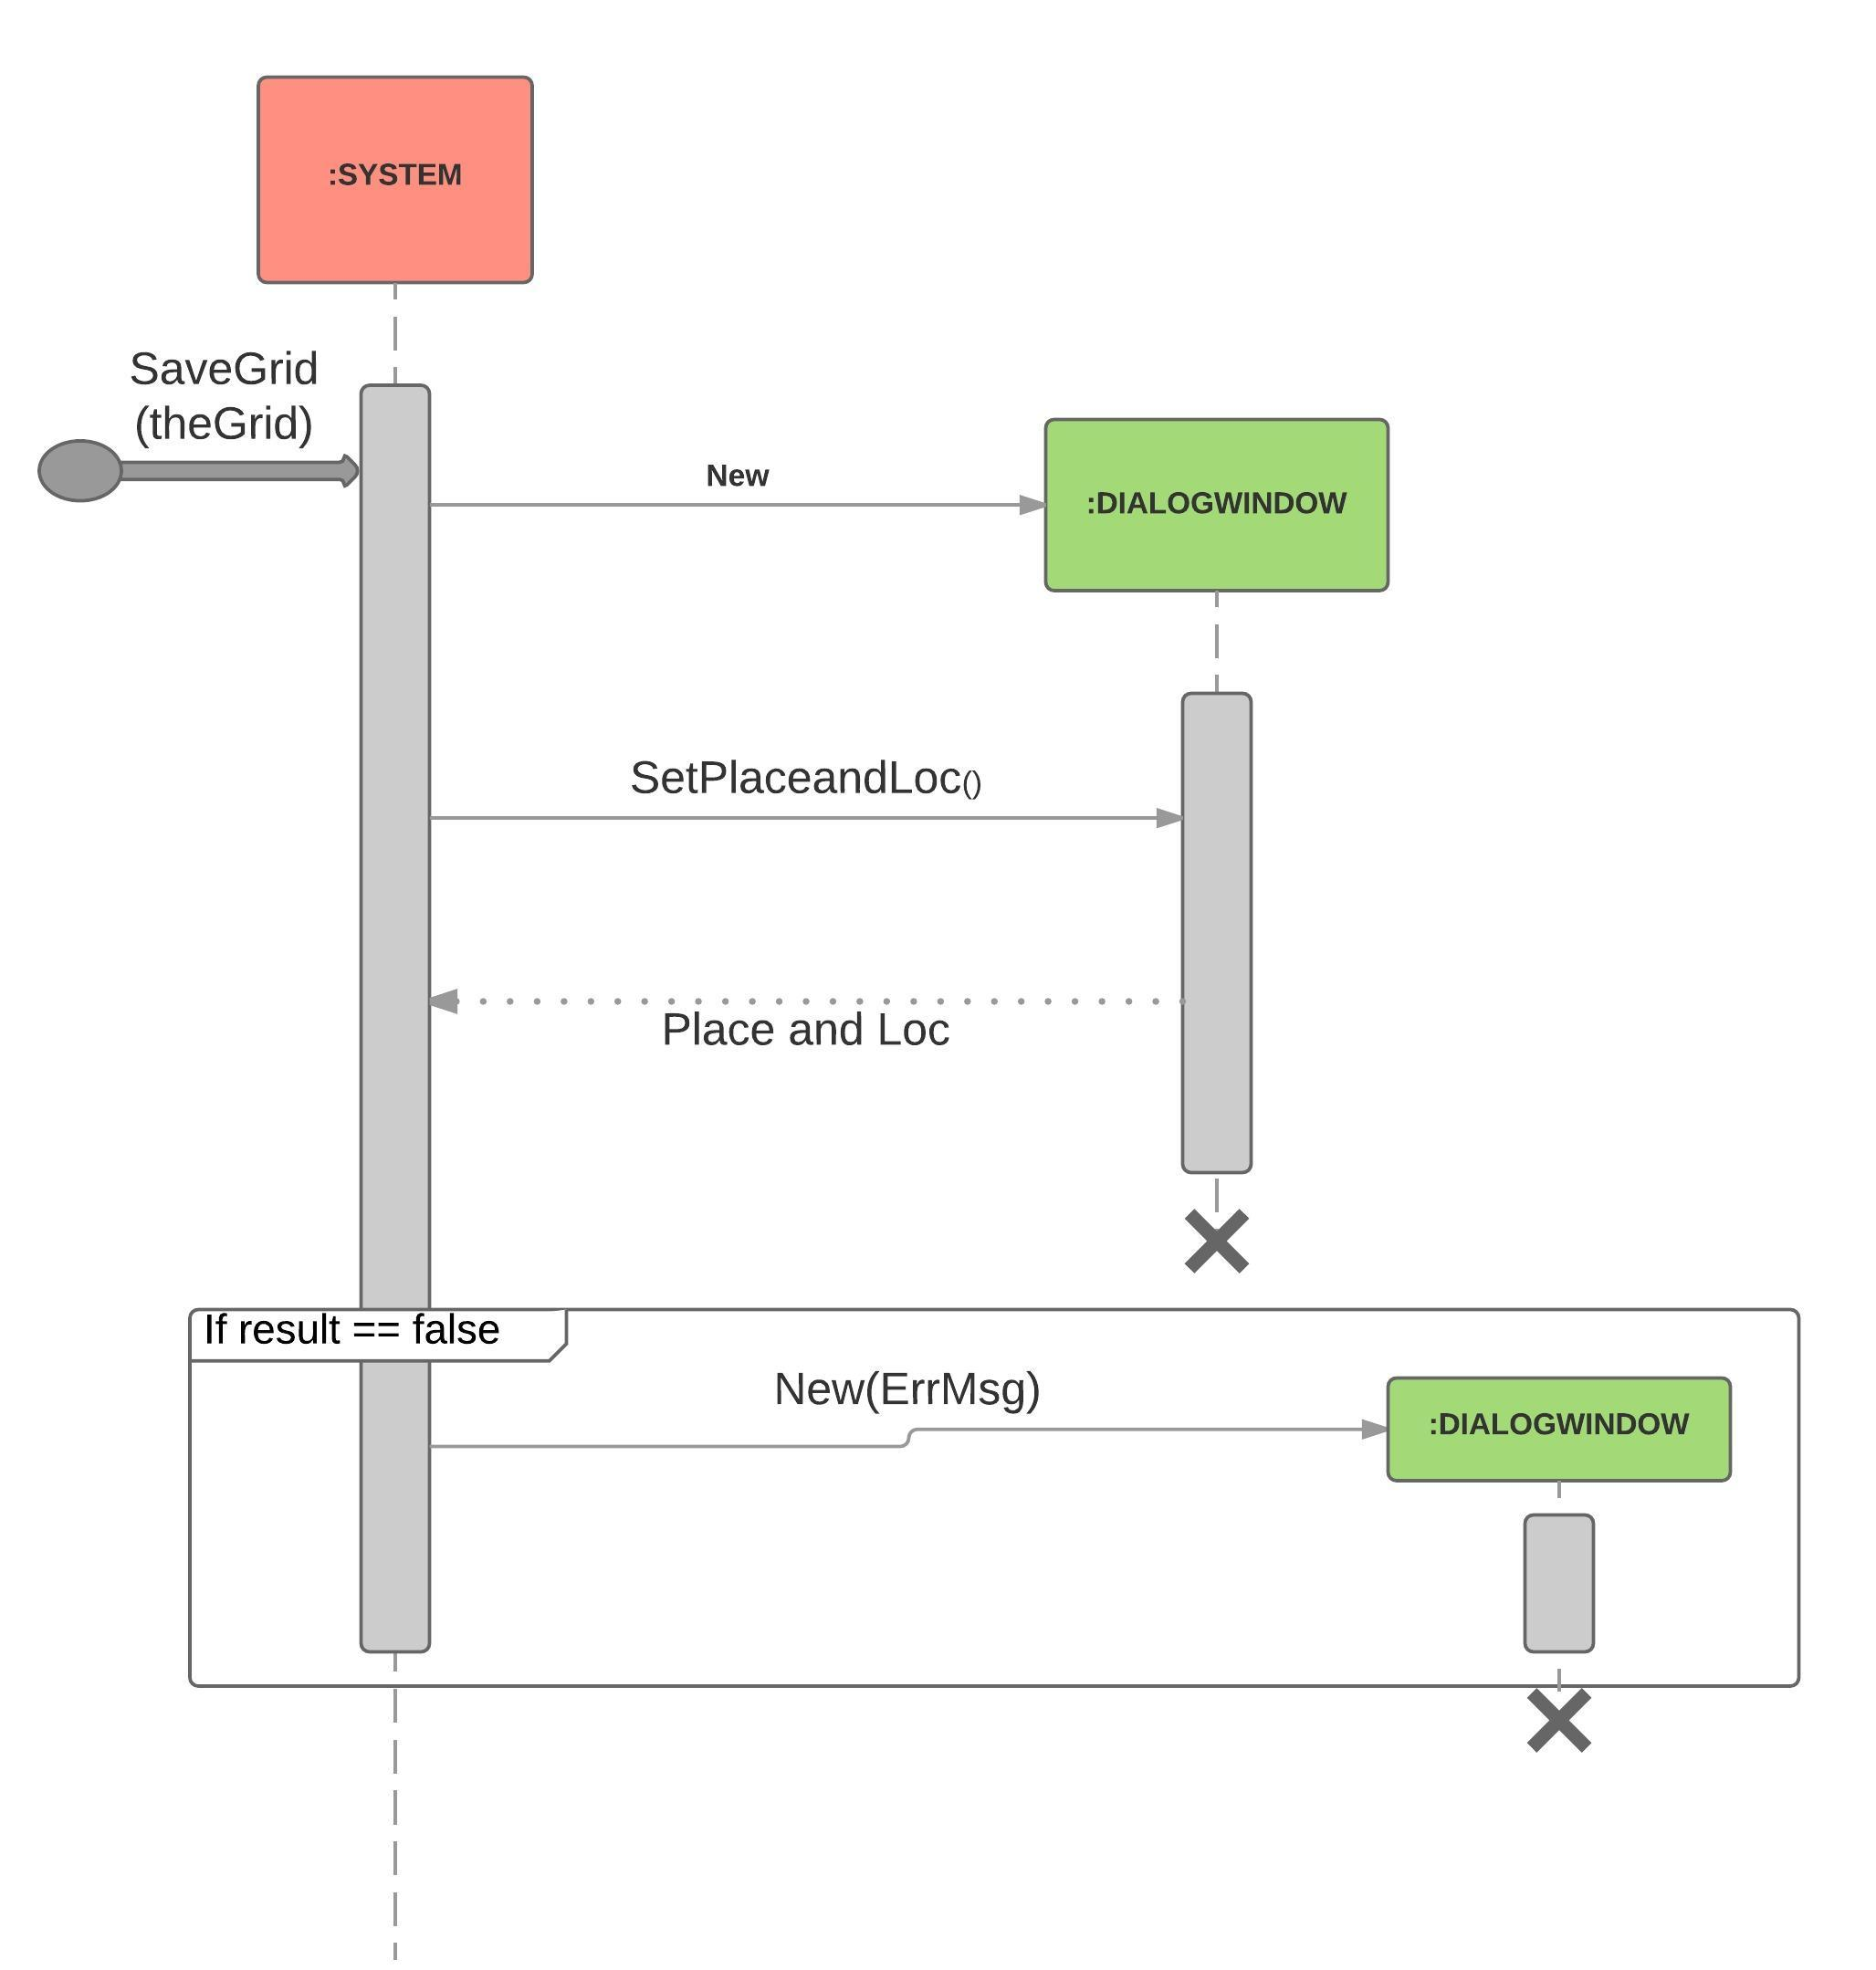 :SYSTEM
SaveGrid
(theGrid)
New
:DIALOGWINDOW
SetPlaceandLoc()
Place and Loc
If result == false
New(ErrMsg)
:DIALOGWINDOW